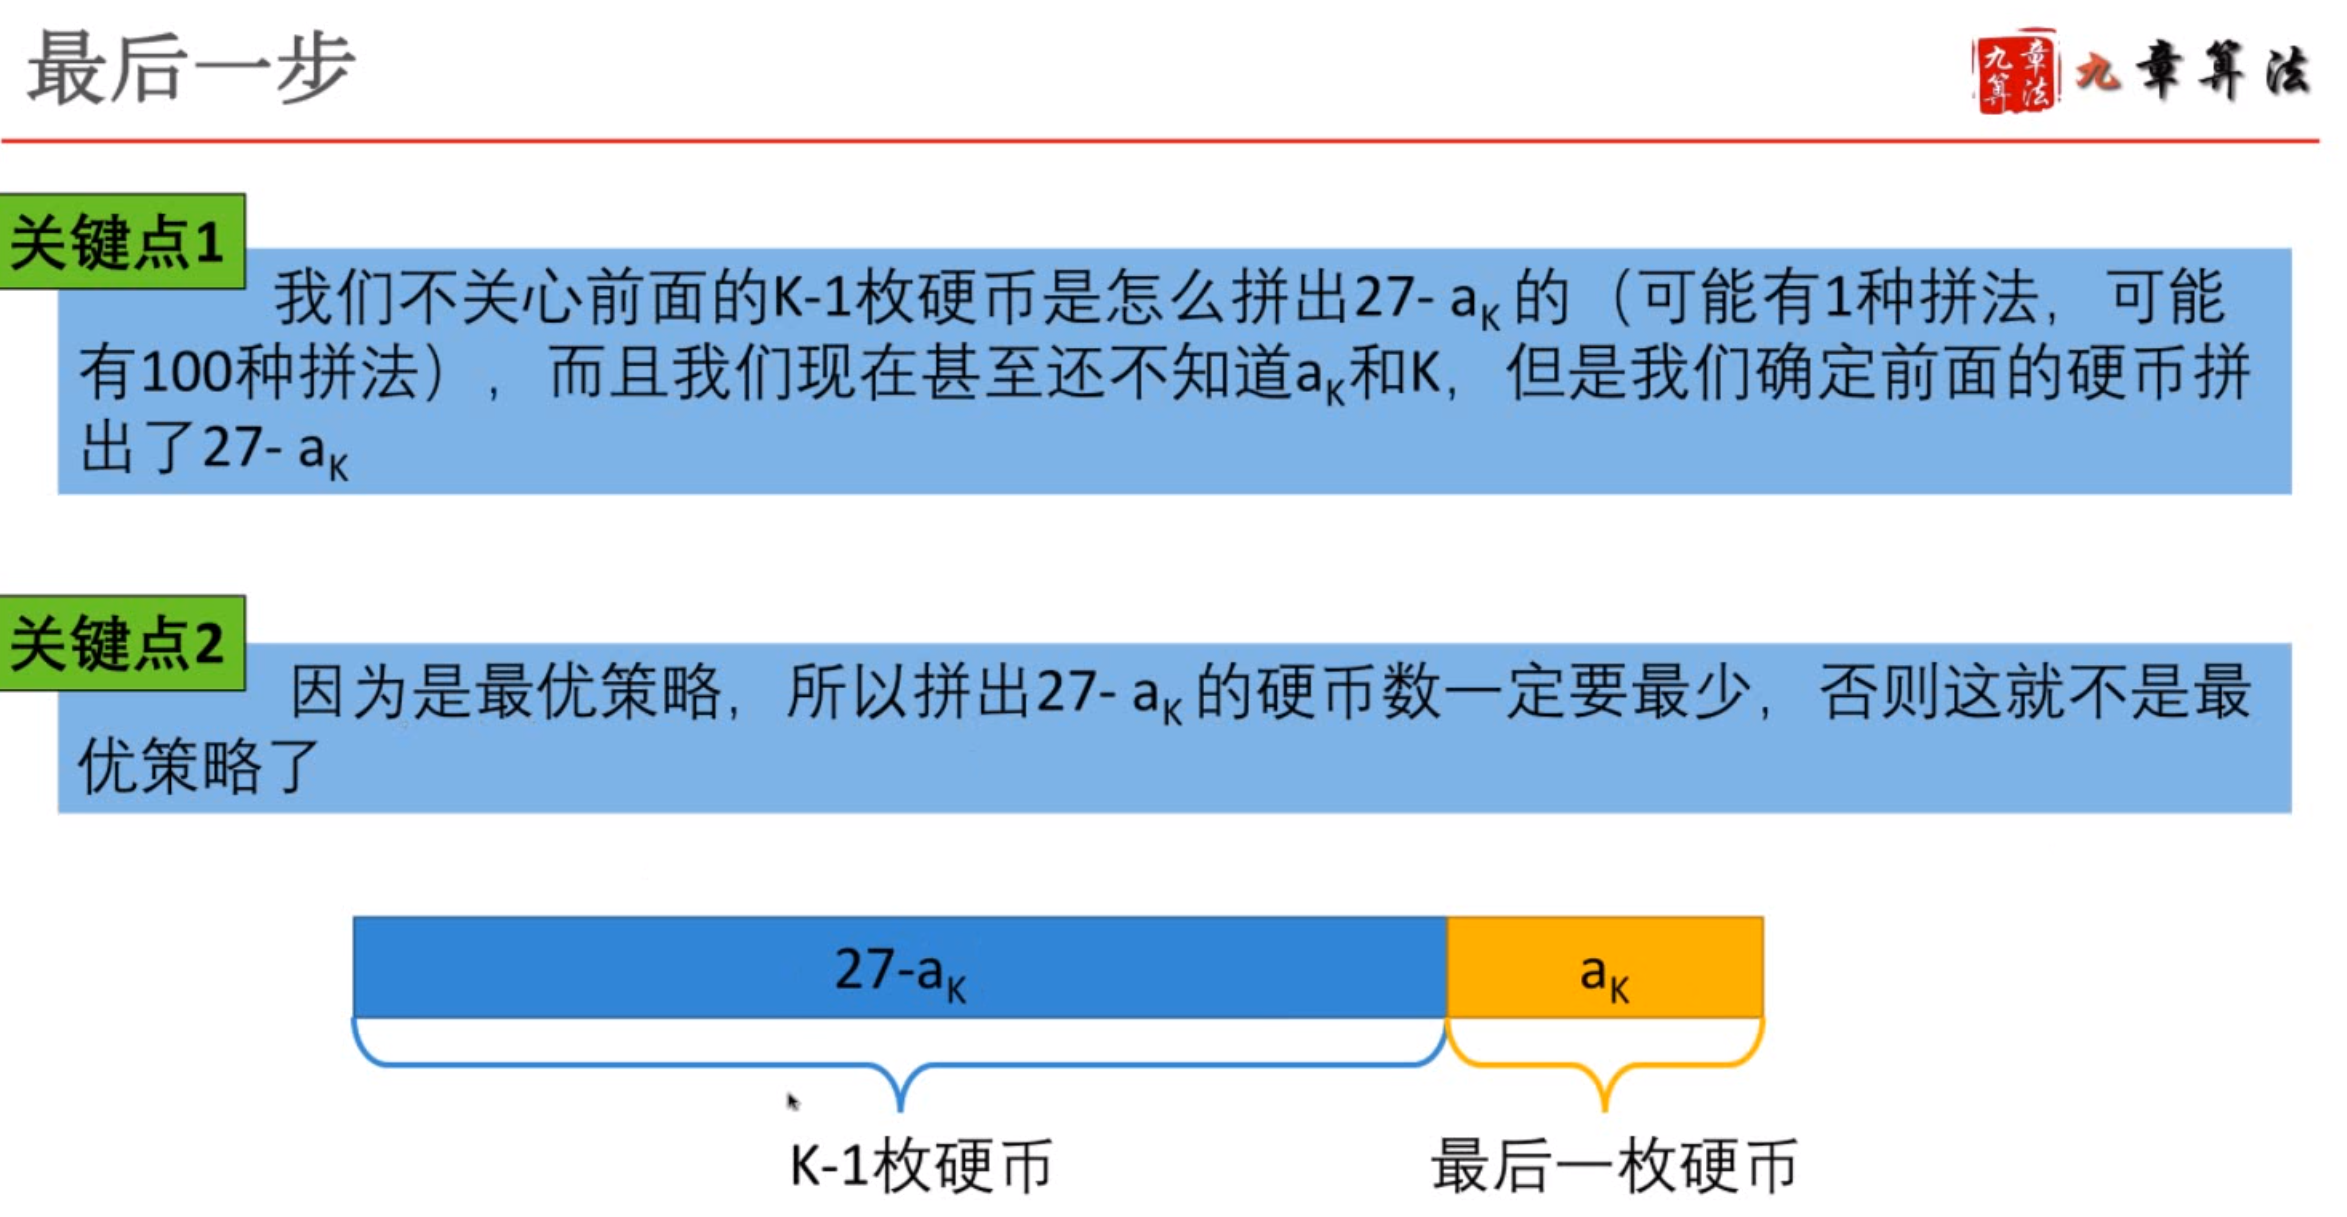 最后一步
九章算法
九章算法
关键点1
我们不关心前面的K-1枚硬币是怎么拼出27- aK 的（可能有1种拼法，可能
有100种拼法），而且我们现在甚至还不知道aK和K，但是我们确定前面的硬币拼
出了27- aK
关键点2
因为是最优策略，所以拼出27- aK 的硬币数一定要最少，否则这就不是最
优策略了
27-aK
aK
K-1枚硬币
最后一枚硬币